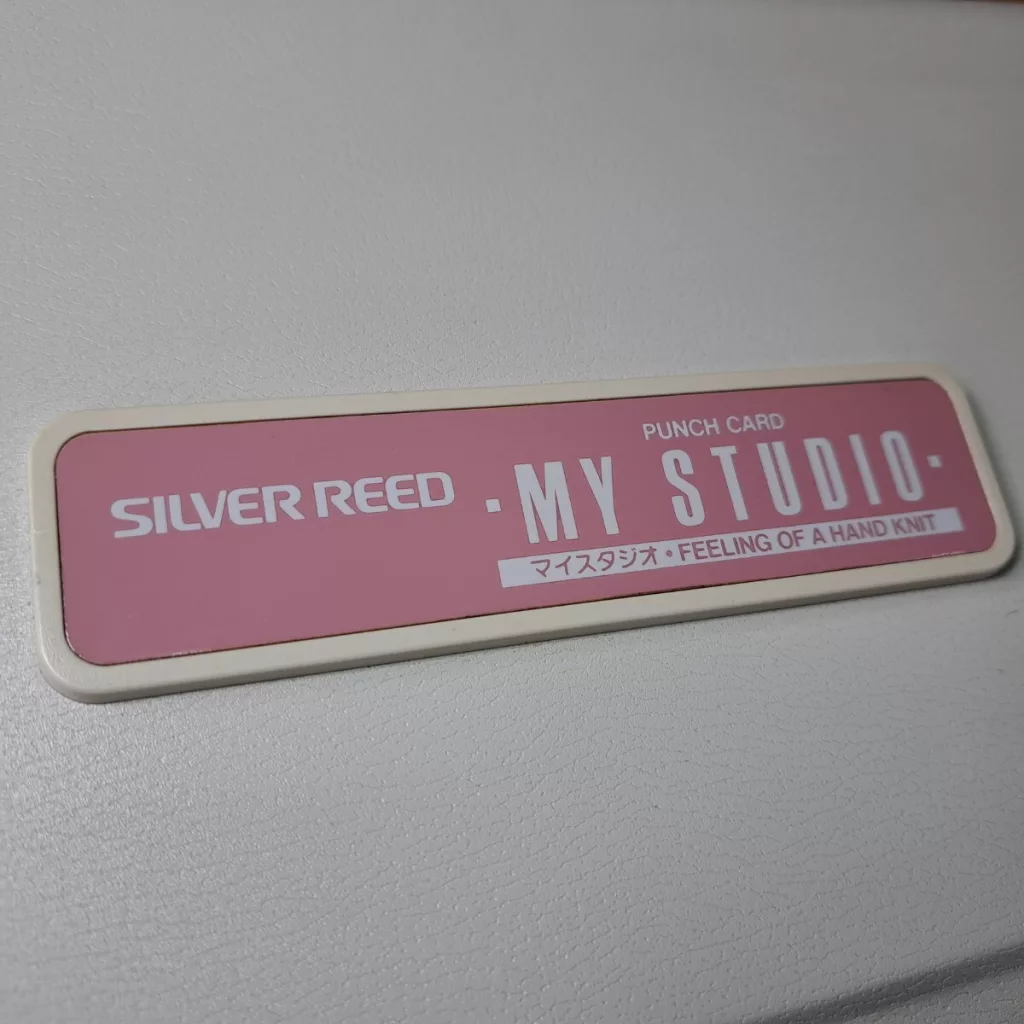 SILVER REED
PUNCH CARD
·MY STUDIO·
マイスタジオ・FEELING OF A HAND KNIT